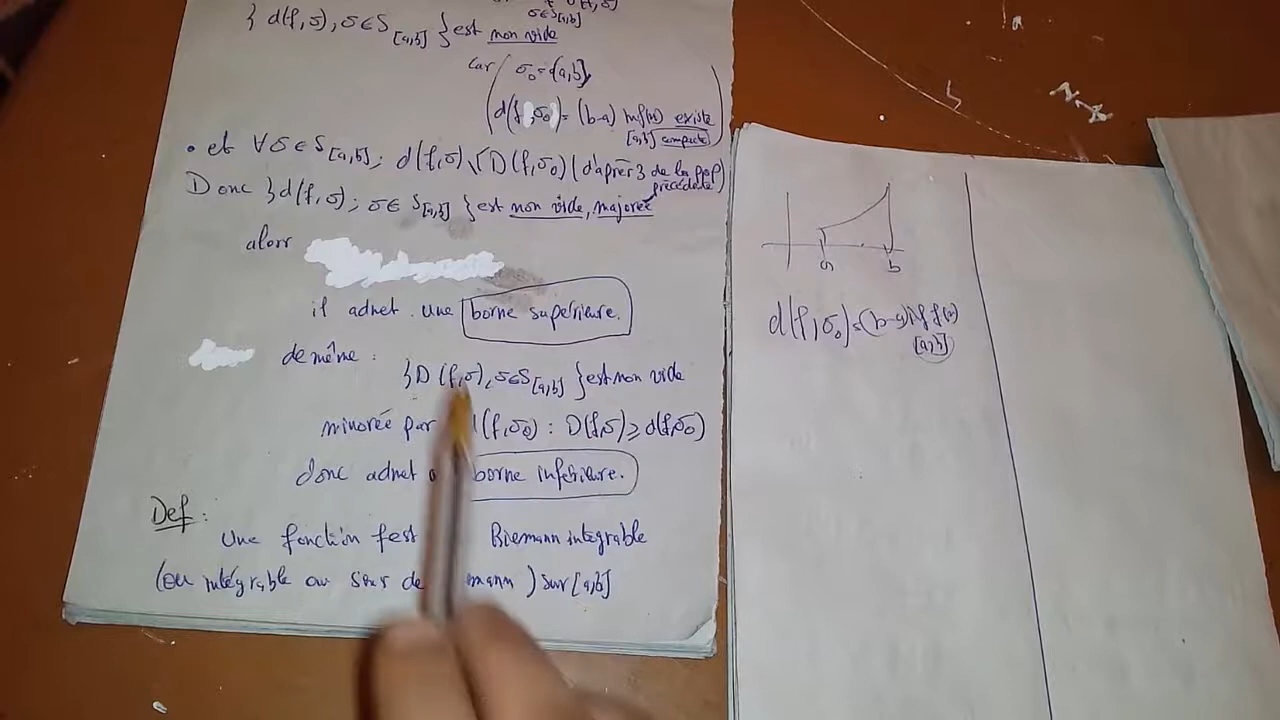 σ∈S[a,b]
} d(f,σ), σ∈S[a,b] } est non vide
Car ( σ₀ = {a,b},
d(f,σ₀) = (b-a) inf f(x) existe
[a,b] compacte )
• et ∀σ∈S[a,b]; d(f,σ) ≤ D(f,σ₀) (d'après 3 de la prop
précédente)
Donc } d(f,σ); σ∈ S[a,b] } est non vide, majorée
alors
il admet une borne supérieure.
de même :
} D(f,σ), σ∈S[a,b] } est non vide
minorée par d(f,σ₀) : D(f,σ) ≥ d(f,σ₀)
donc admet borne inférieure.
Def :
Une fonction f est Riemann integrable
(ou intégrable au sens de mann) sur [a,b]
a b
d(f,σ₀) = (b-a) inf f(x)
[a,b]